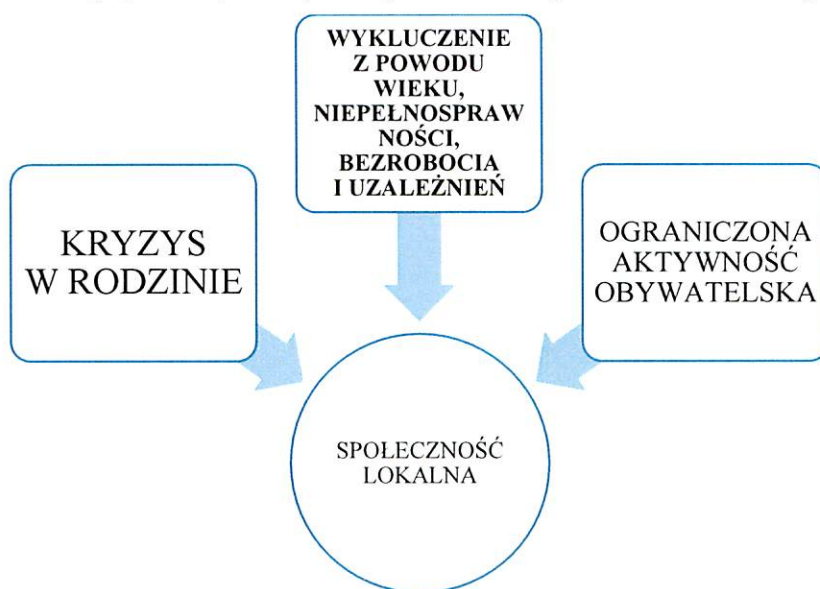 WYKLUCZENIE
Z POWODU
WIEKU,
NIEPEŁNOSPRAW
NOŚCI,
BEZROBOCIA
I UZALEŻNIEŃ
KRYZYS
W RODZINIE
OGRANICZONA
AKTYWNOŚĆ
OBYWATELSKA
SPOŁECZNOŚĆ
LOKALNA